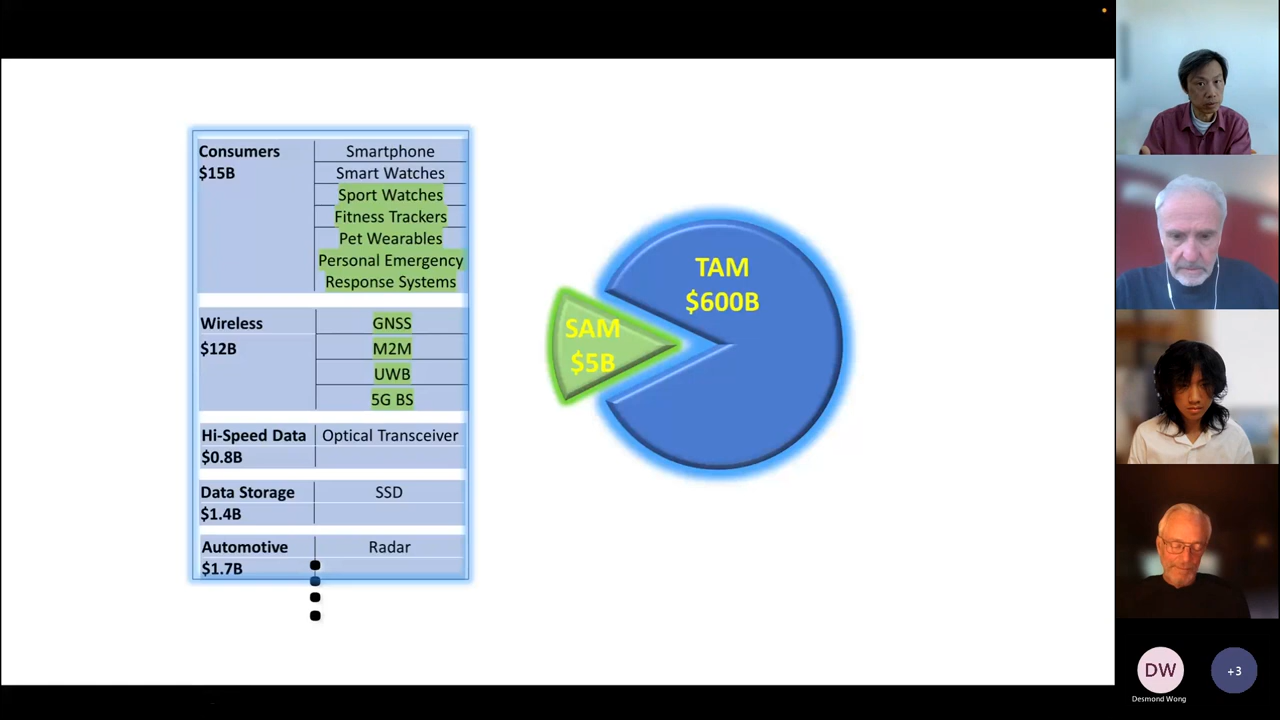 Consumers
$15B
Smartphone
Smart Watches
Sport Watches
Fitness Trackers
Pet Wearables
Personal Emergency
Response Systems
Wireless
$12B
GNSS
M2M
UWB
5G BS
Hi-Speed Data
$0.8B
Optical Transceiver
Data Storage
$1.4B
SSD
Automotive
$1.7B
Radar
TAM
$600B
SAM
$5B
DW
Desmond Wong
+3